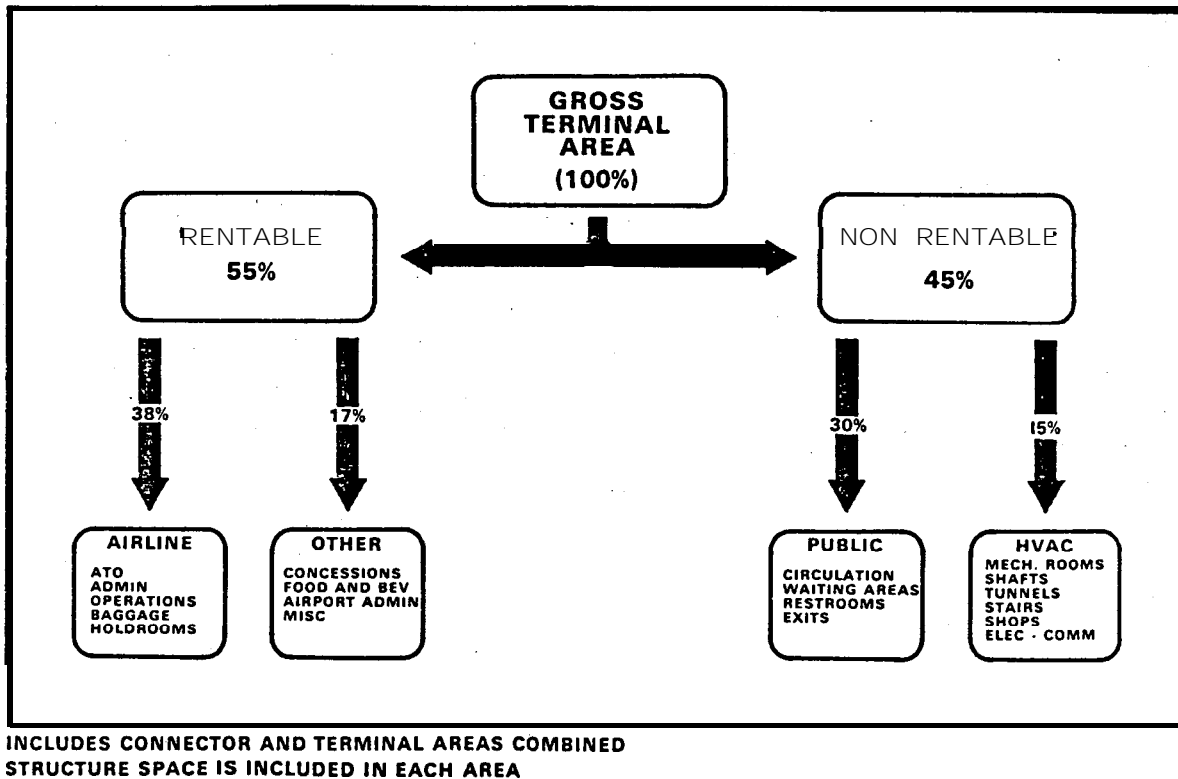 GROSS
TERMINAL
AREA
(100%)
RENTABLE
55%
NON RENTABLE
45%
38%
17%
30%
15%
AIRLINE
ATO
ADMIN
OPERATIONS
BAGGAGE
HOLDROOMS
OTHER
CONCESSIONS
FOOD AND BEV
AIRPORT ADMIN
MISC
PUBLIC
CIRCULATION
WAITING AREAS
RESTROOMS
EXITS
HVAC
MECH. ROOMS
SHAFTS
TUNNELS
STAIRS
SHOPS
ELEC - COMM
INCLUDES CONNECTOR AND TERMINAL AREAS COMBINED
STRUCTURE SPACE IS INCLUDED IN EACH AREA